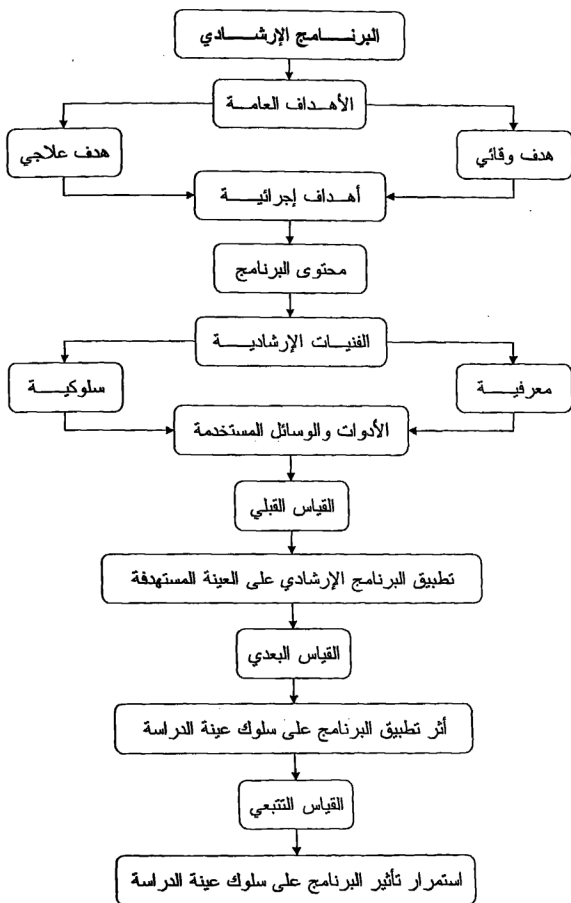 البرنامج الإرشادي
الأهداف العامة
هدف وقائي
هدف علاجي
أهداف إجرائية
محتوى البرنامج
الفنيات الإرشادية
معرفية
سلوكية
الأدوات والوسائل المستخدمة
القياس القبلي
تطبيق البرنامج الإرشادي على العينة المستهدفة
القياس البعدي
أثر تطبيق البرنامج على سلوك عينة الدراسة
القياس التتبعي
استمرار تأثير البرنامج على سلوك عينة الدراسة